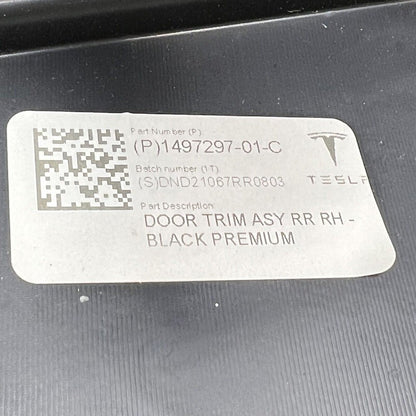 Part Number (P)
(P)1497297-01-C
Batch number (1T)
(S)DND21067RR0803
TESLA
Part Description:
DOOR TRIM ASY RR RH -
BLACK PREMIUM